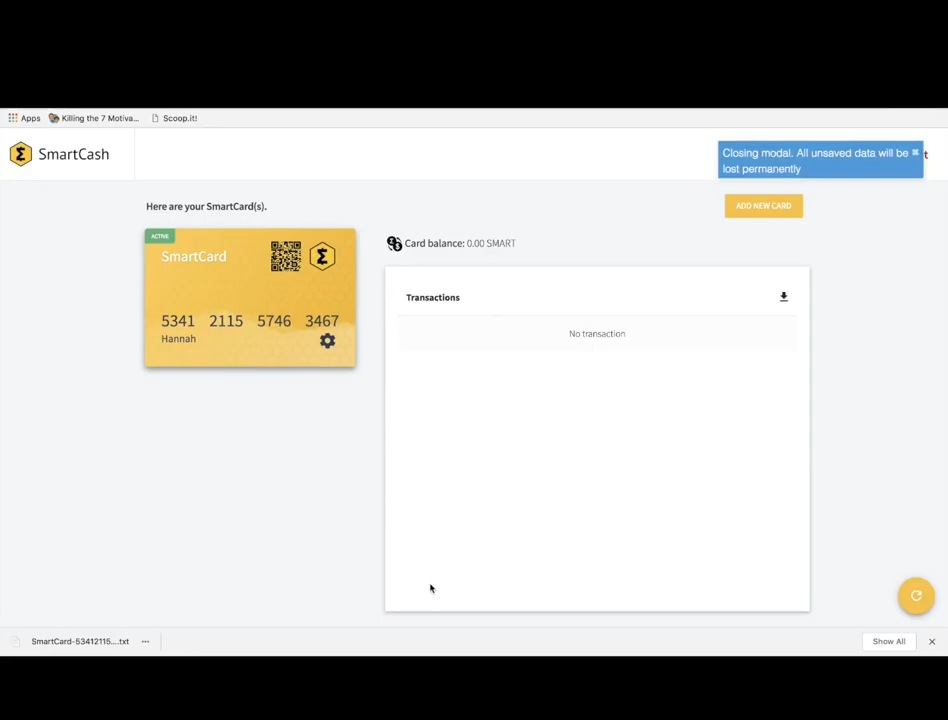 Apps Killing the 7 Motiva... Scoop.it!
SmartCash
Closing modal. All unsaved data will be
lost permanently
Here are your SmartCard(s).
ADD NEW CARD
ACTIVE
SmartCard
Card balance: 0.00 SMART
5341 2115 5746 3467
Hannah
Transactions
No transaction
SmartCard-53412115....txt
Show All